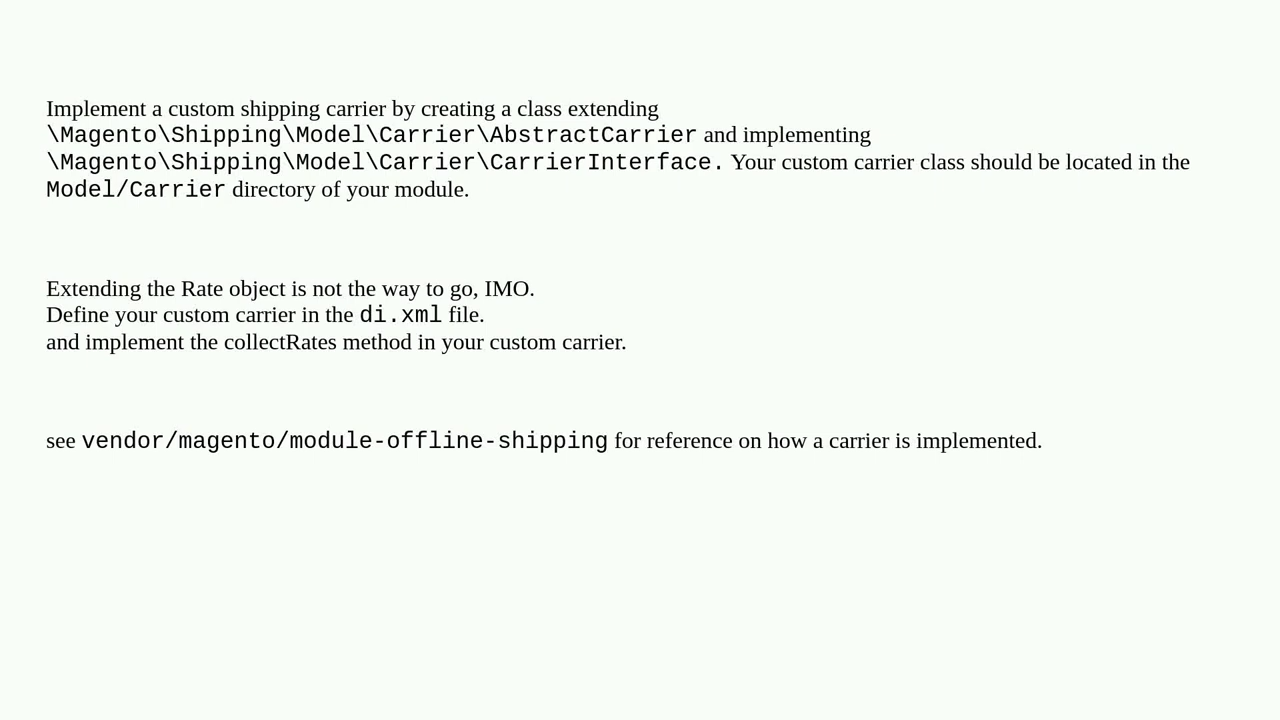 Implement a custom shipping carrier by creating a class extending
\Magento\Shipping\Model\Carrier\AbstractCarrier and implementing
\Magento\Shipping\Model\Carrier\CarrierInterface. Your custom carrier class should be located in the
Model/Carrier directory of your module.
Extending the Rate object is not the way to go, IMO.
Define your custom carrier in the di.xml file.
and implement the collectRates method in your custom carrier.
see vendor/magento/module-offline-shipping for reference on how a carrier is implemented.